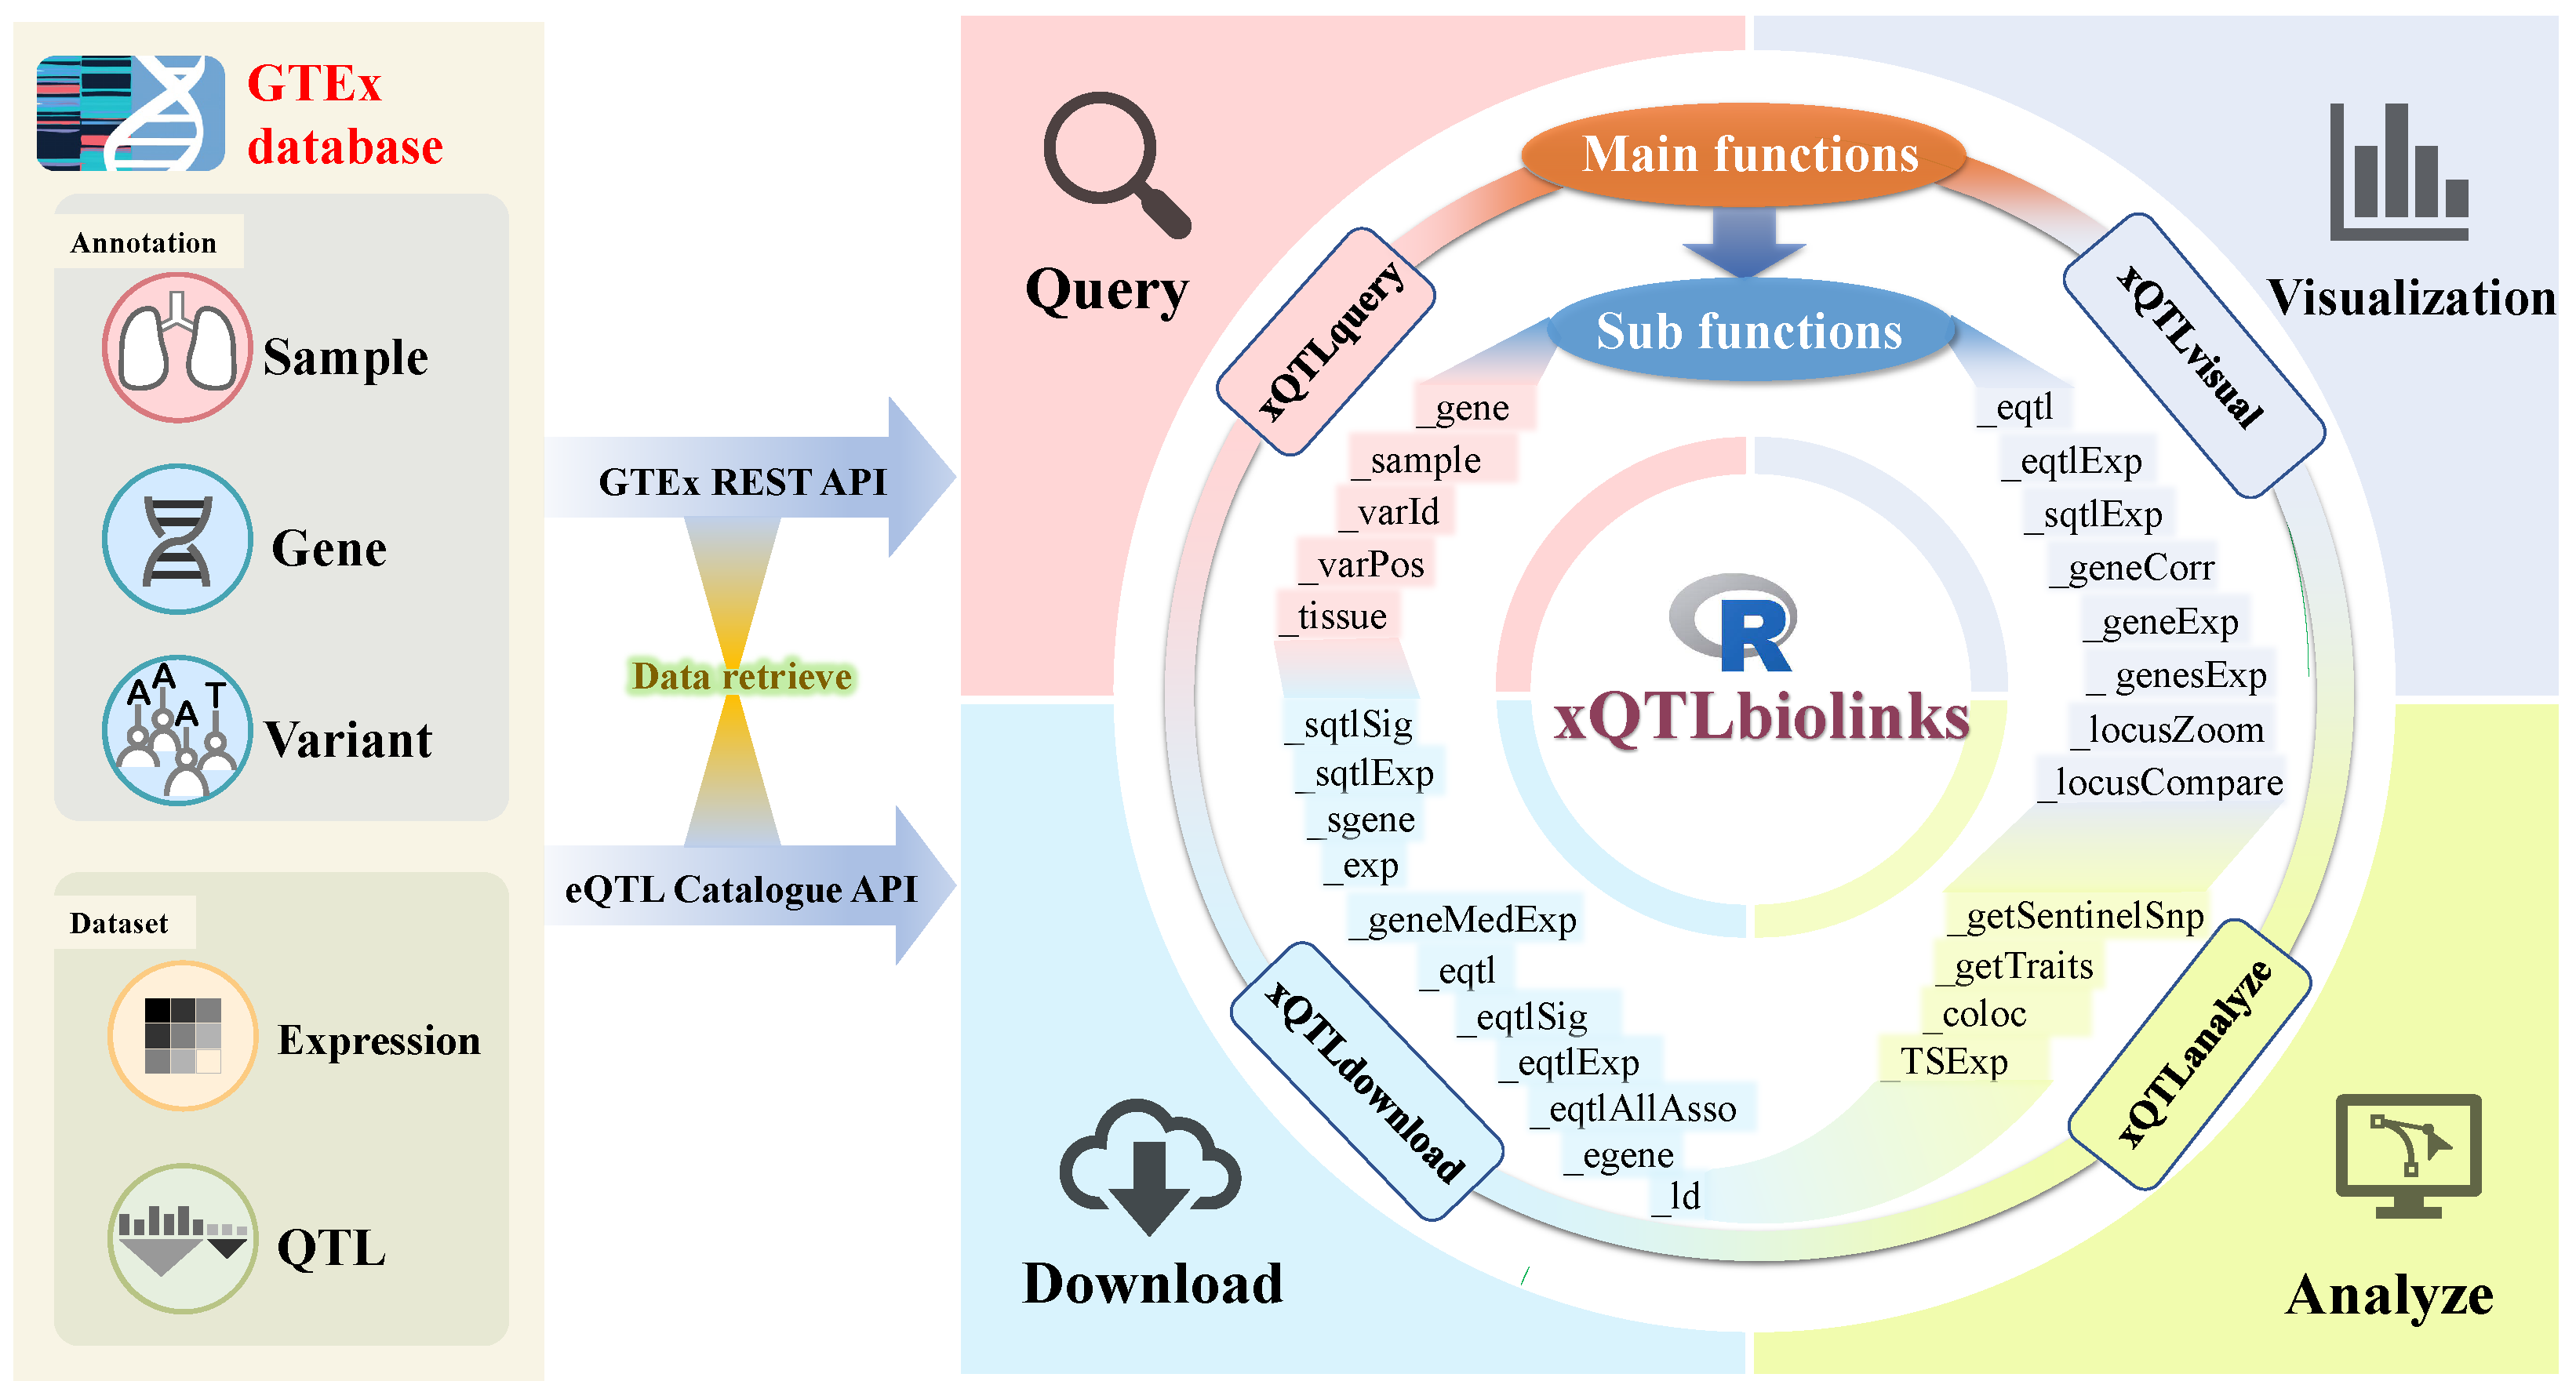 GTEx
database
Annotation
Sample
Gene
A A A T
Variant
Dataset
Expression
QTL
GTEx REST API
Data retrieve
eQTL Catalogue API
Query
Visualization
Download
Analyze
Main functions
Sub functions
xQTLquery
xQTLvisual
xQTLdownload
xQTLanalyze
_gene
_sample
_varId
_varPos
_tissue
_sqtlSig
_sqtlExp
_sgene
_exp
_geneMedExp
_eqtl
_eqtlSig
_eqtlExp
_eqtlAllAsso
_egene
_ld
_eqtl
_eqtlExp
_sqtlExp
_geneCorr
_geneExp
_ genesExp
_locusZoom
_locusCompare
_getSentinelSnp
_getTraits
_coloc
_TSExp
R
xQTLbiolinks